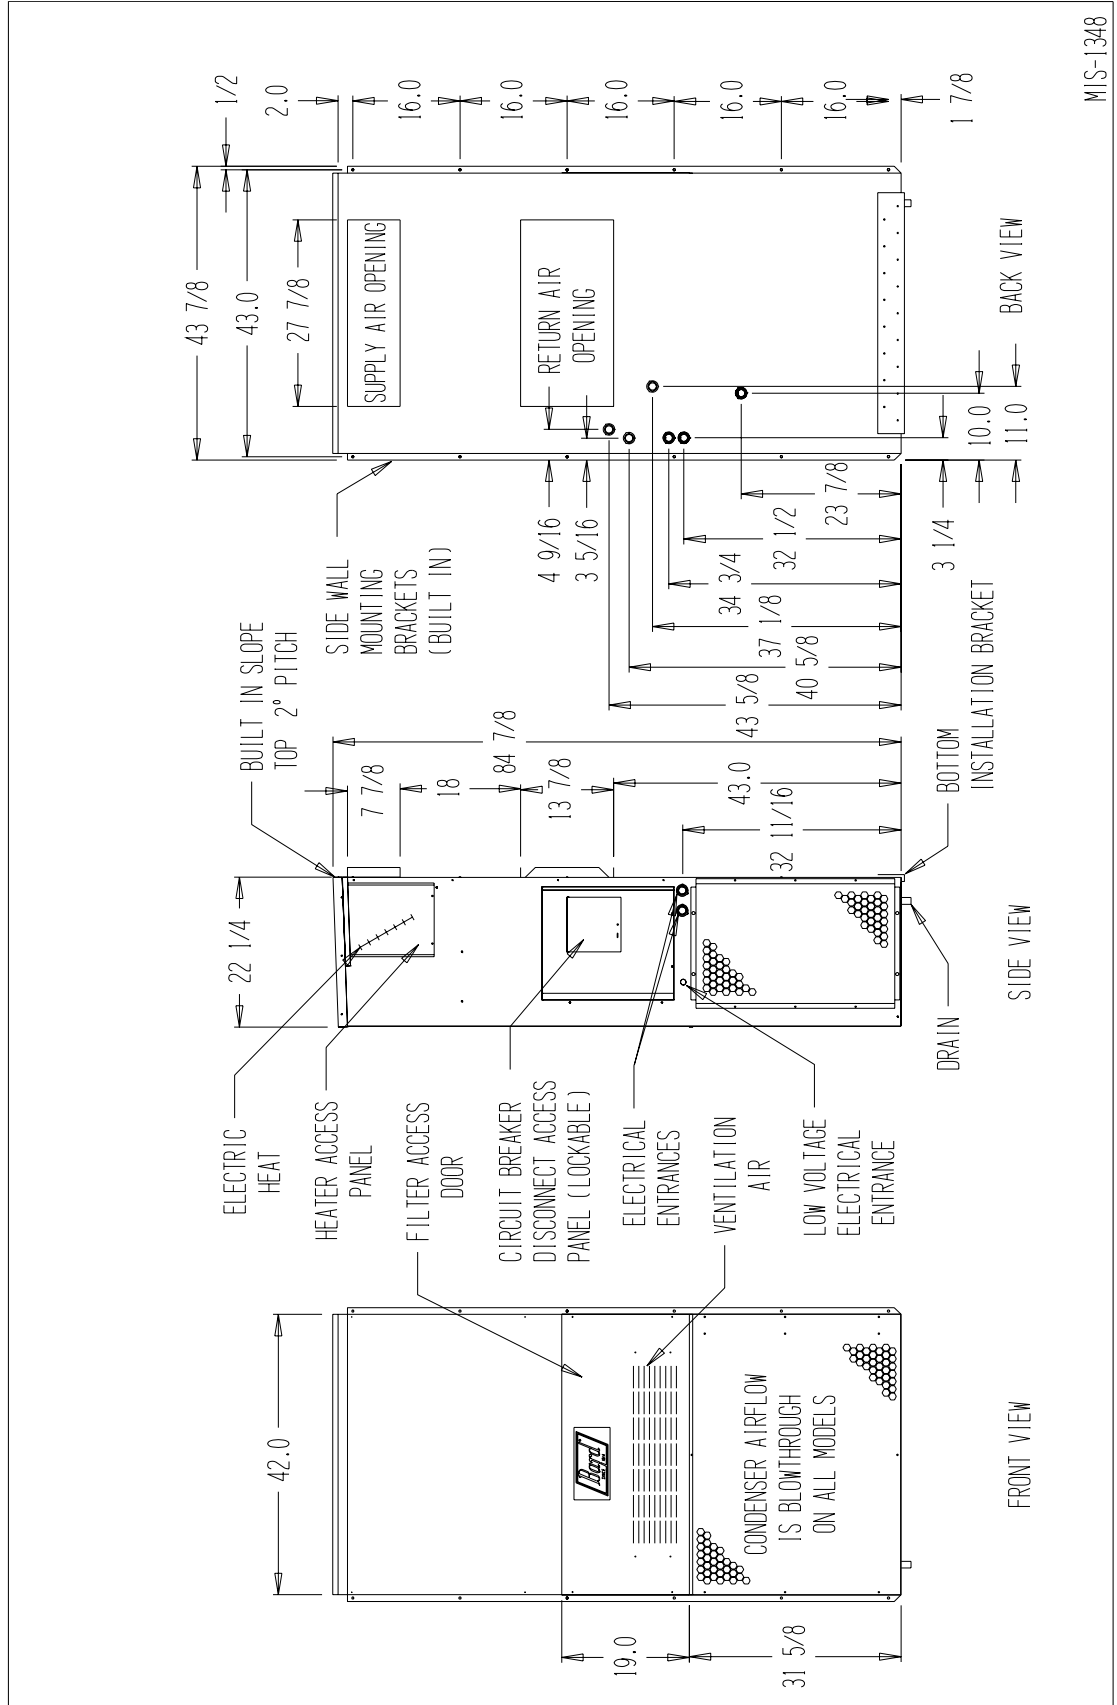 MIS-1348
1/2
2.0
16.0
16.0
16.0
16.0
16.0
1 7/8
43 7/8
43.0
27 7/8
SUPPLY AIR OPENING
RETURN AIR
OPENING
BACK VIEW
10.0
11.0
SIDE WALL
MOUNTING
BRACKETS
(BUILT IN)
4 9/16
3 5/16
23 7/8
32 1/2
34 3/4
37 1/8
40 5/8
43 5/8
3 1/4
BUILT IN SLOPE
TOP 2° PITCH
84 7/8
7 7/8
18
13 7/8
43.0
32 11/16
BOTTOM
INSTALLATION BRACKET
22 1/4
SIDE VIEW
DRAIN
ELECTRIC
HEAT
HEATER ACCESS
PANEL
FILTER ACCESS
DOOR
CIRCUIT BREAKER
DISCONNECT ACCESS
PANEL (LOCKABLE)
ELECTRICAL
ENTRANCES
VENTILATION
AIR
LOW VOLTAGE
ELECTRICAL
ENTRANCE
42.0
Bard
CONDENSER AIRFLOW
IS BLOWTHROUGH
ON ALL MODELS
FRONT VIEW
19.0
31 5/8